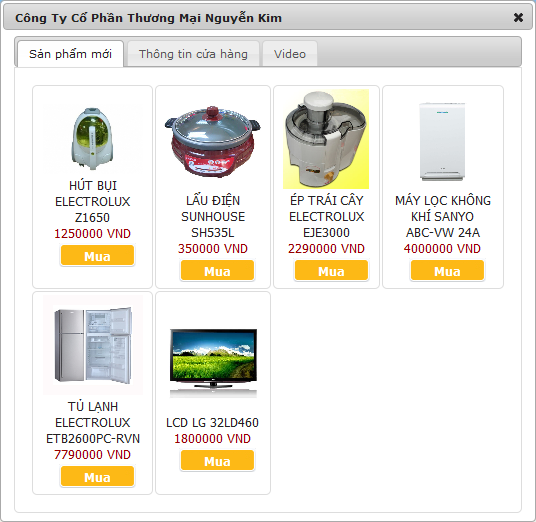 Công Ty Cổ Phần Thương Mại Nguyễn Kim
Sản phẩm mới
Thông tin cửa hàng
Video
HÚT BỤI
ELECTROLUX
Z1650
1250000 VND
Mua
LẨU ĐIỆN
SUNHOUSE
SH535L
350000 VND
Mua
ÉP TRÁI CÂY
ELECTROLUX
EJE3000
2290000 VND
Mua
MÁY LỌC KHÔNG
KHÍ SANYO
ABC-VW 24A
4000000 VND
Mua
TỦ LẠNH
ELECTROLUX
ETB2600PC-RVN
7790000 VND
Mua
LCD LG 32LD460
1800000 VND
Mua